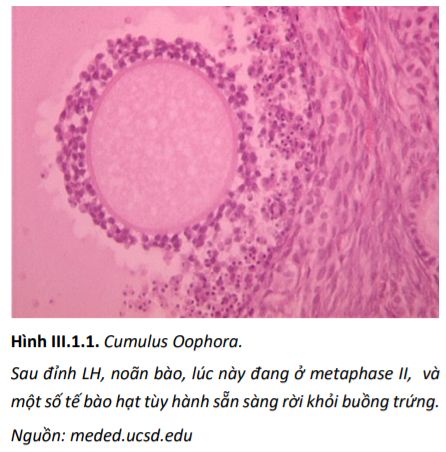 Hình III.1.1. Cumulus Oophora.
Sau đỉnh LH, noãn bào, lúc này đang ở metaphase II, và
một số tế bào hạt tùy hành sẵn sàng rời khỏi buồng trứng.
Nguồn: meded.ucsd.edu